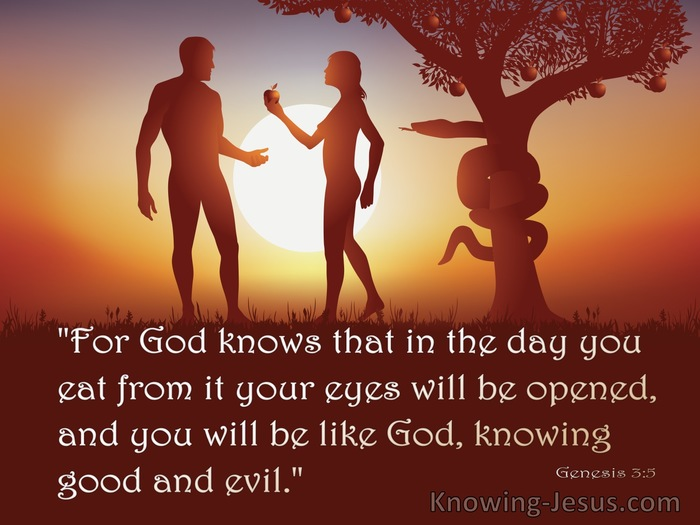 "For God knows that in the day you
eat from it your eyes will be opened,
and you will be like God, knowing
good and evil."
Genesis 3:5
Knowing-Jesus.com